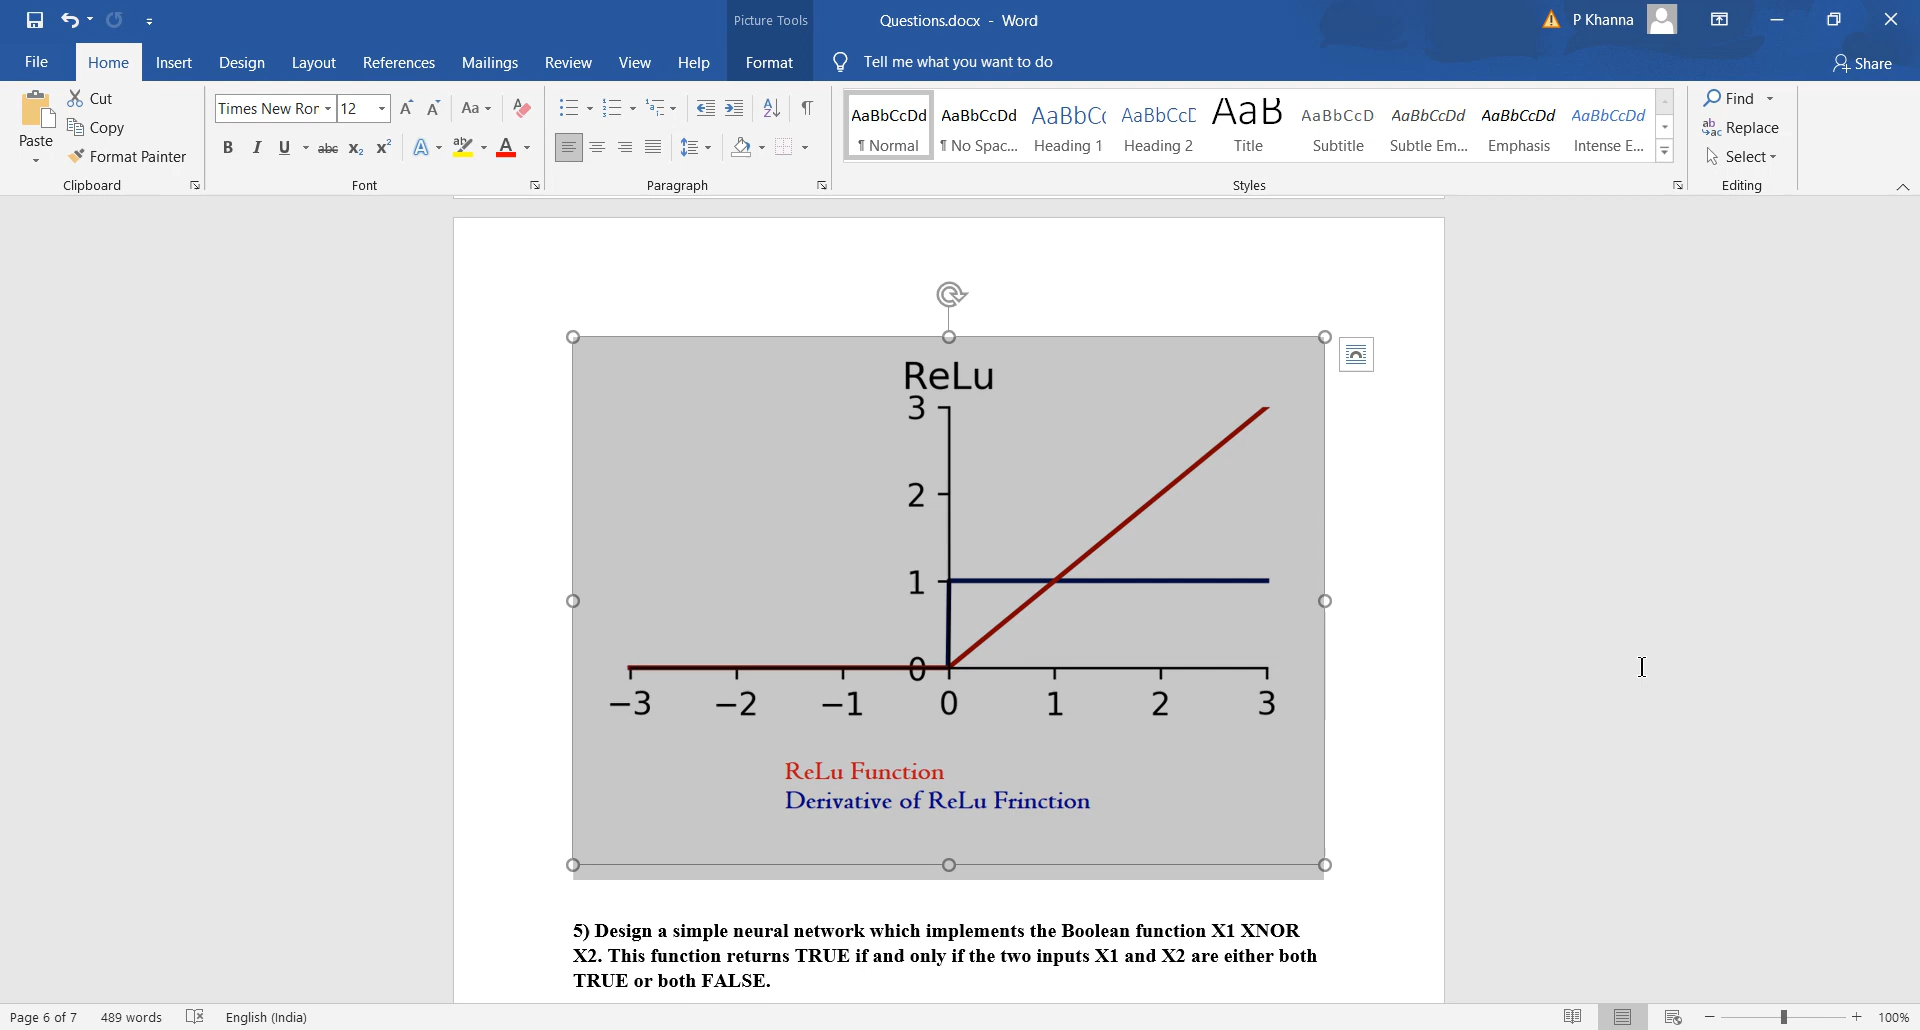 Picture Tools
Questions.docx - Word
P Khanna
File Home Insert Design Layout References Mailings Review View Help Format Tell me what you want to do Share
Paste
Cut
Copy
Format Painter
Clipboard
Times New Ror 12 Aa
B I U abc X₂ X² ab A A
Font
Paragraph
AaBbCcDd AaBbCcDd AaBbCc AaBbCcD AaB AaBbCcD AaBbCcDd AaBbCcDd AaBbCcDd
¶ Normal ¶ No Spac... Heading 1 Heading 2 Title Subtitle Subtle Em... Emphasis Intense E...
Styles
Find
Replace
Select
Editing
ReLu
3
2
1
0
−3 −2 −1 0 1 2 3
ReLu Function
Derivative of ReLu Frinction
5) Design a simple neural network which implements the Boolean function X1 XNOR
X2. This function returns TRUE if and only if the two inputs X1 and X2 are either both
TRUE or both FALSE.
Page 6 of 7 489 words English (India) 100%